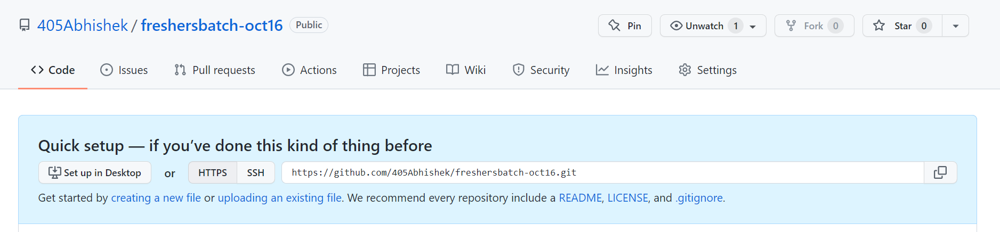 405Abhishek / freshersbatch-oct16 Public Pin Unwatch 1 Fork 0 Star 0
Code Issues Pull requests Actions Projects Wiki Security Insights Settings
Quick setup — if you’ve done this kind of thing before
Set up in Desktop or HTTPS SSH https://github.com/405Abhishek/freshersbatch-oct16.git
Get started by creating a new file or uploading an existing file. We recommend every repository include a README, LICENSE, and .gitignore.